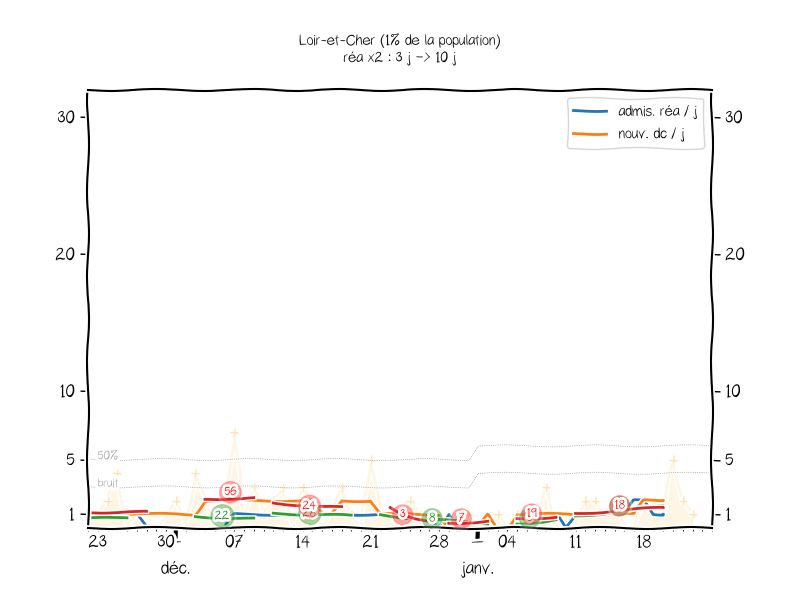 Loir-et-Cher (1% de la population)
réa x2 : 3 j -> 10 j
admis. réa / j
nouv. dc / j
30 30
20 20
10 10
5 5
1 1
50%
bruit
56
22
24
3
8
7
19
18
23 30 07 14 21 28 04 11 18
déc. janv.